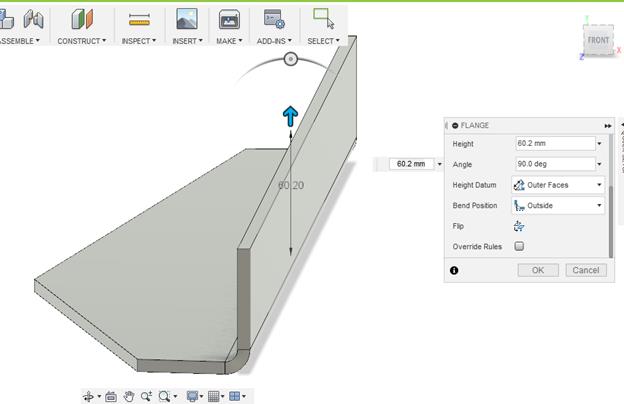 ASSEMBLE▾ CONSTRUCT▾ INSPECT▾ INSERT▾ MAKE▾ ADD-INS▾ SELECT▾
FRONT
X
Z
FLANGE
Height 60.2 mm
60.2 mm
Angle 90.0 deg
Height Datum Outer Faces
60.20
Bend Position Outside
Flip
Override Rules
OK Cancel